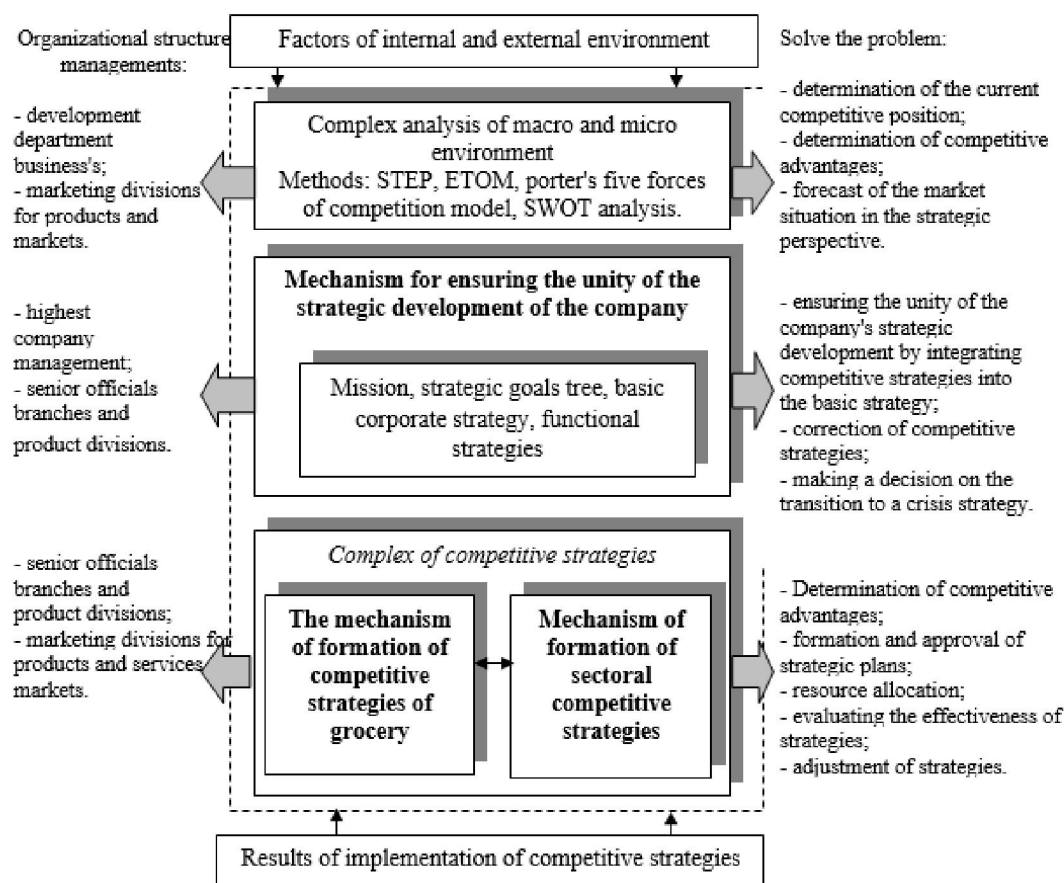 Organizational structure
managements:
- development
department
business's;
- marketing divisions
for products and
markets.
- highest
company
management;
- senior officials
branches and
product divisions.
- senior officials
branches and
product divisions;
- marketing divisions for
products and services
markets.
Factors of internal and external environment
Complex analysis of macro and micro
environment
Methods: STEP, ETOM, porter's five forces
of competition model, SWOT analysis.
Mechanism for ensuring the unity of the
strategic development of the company
Mission, strategic goals tree, basic
corporate strategy, functional
strategies
Complex of competitive strategies
The mechanism
of formation of
competitive
strategies of
grocery
Mechanism of
formation of
sectoral
competitive
strategies
Results of implementation of competitive strategies
Solve the problem:
- determination of the current
competitive position;
- determination of competitive
advantages;
- forecast of the market
situation in the strategic
perspective.
- ensuring the unity of the
company's strategic
development by integrating
competitive strategies into
the basic strategy;
- correction of competitive
strategies;
- making a decision on the
transition to a crisis strategy.
- Determination of competitive
advantages;
- formation and approval of
strategic plans;
- resource allocation;
- evaluating the effectiveness of
strategies;
- adjustment of strategies.